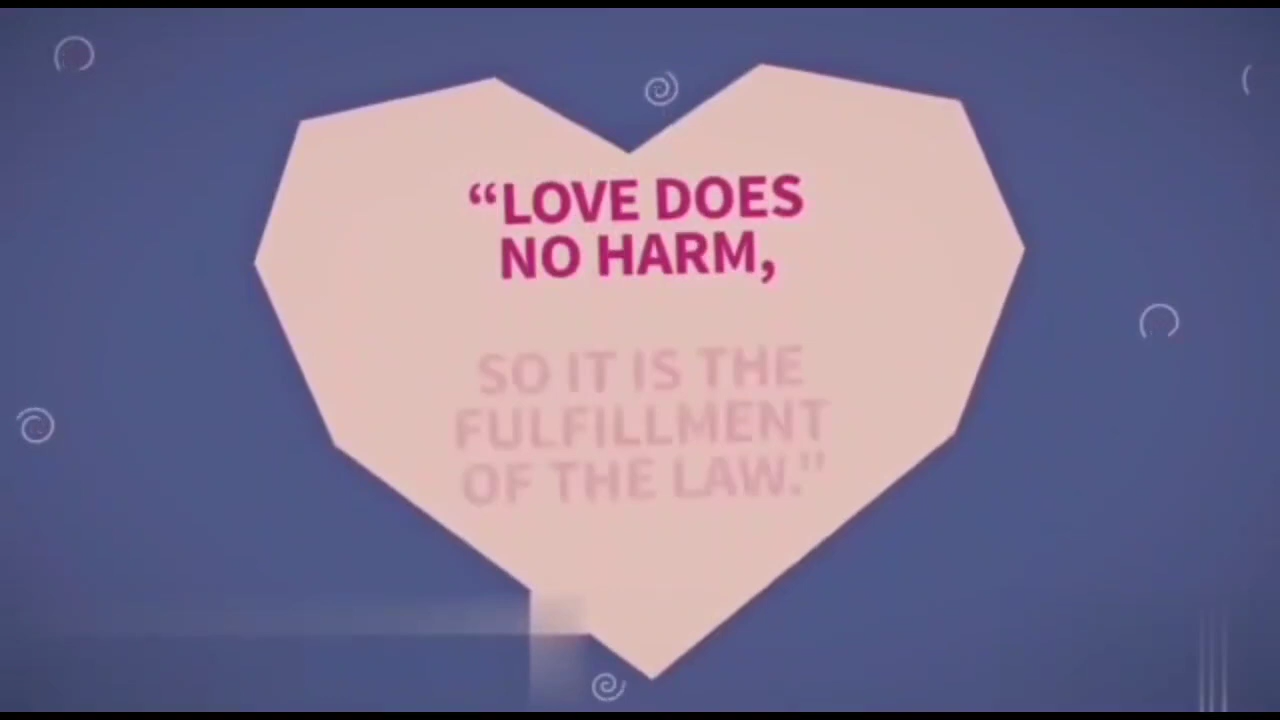 “LOVE DOES
NO HARM,
SO IT IS THE
FULFILLMENT
OF THE LAW.”